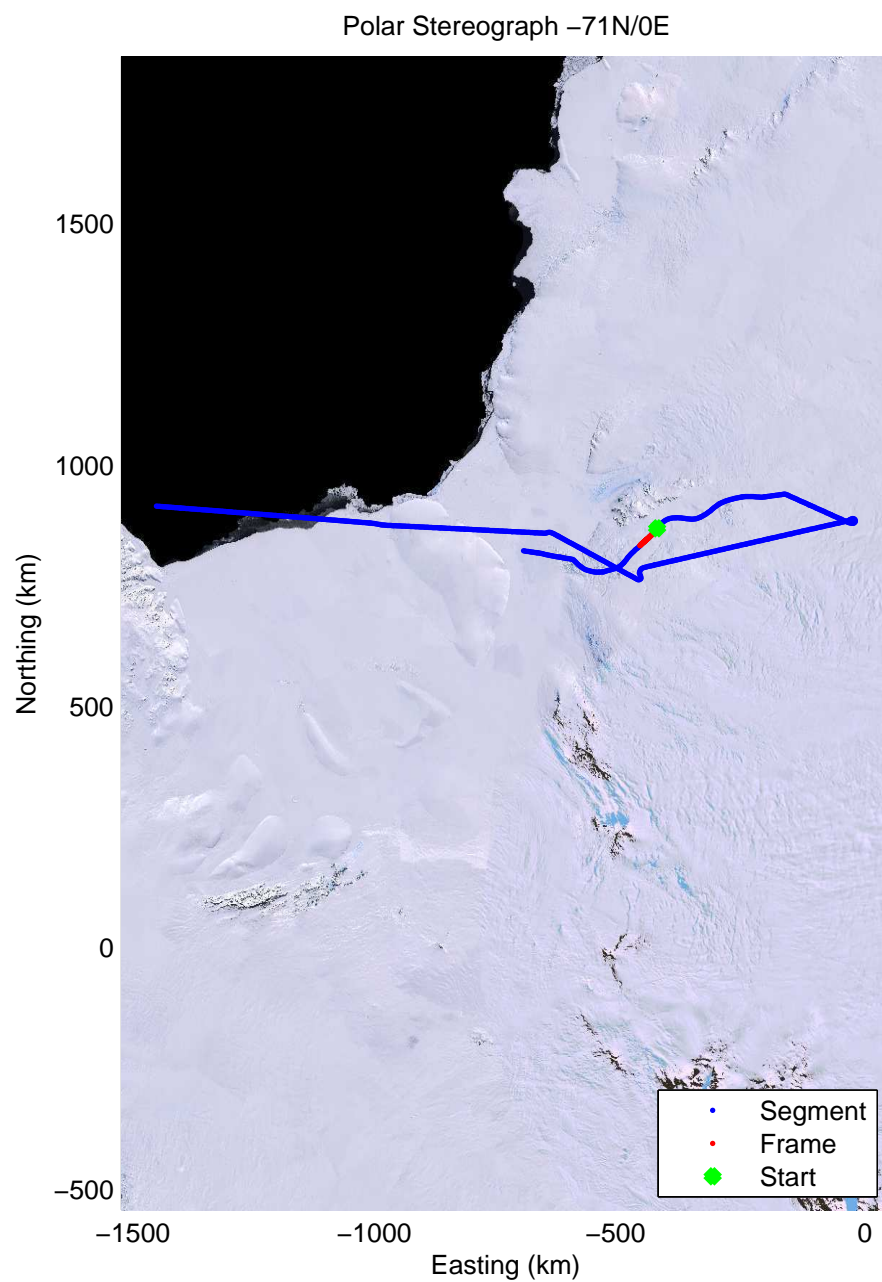 Polar Stereograph −71N/0E
1500
1000
500
0
−500
Northing (km)
−1500
−1000
−500
0
Easting (km)
Segment
Frame
Start